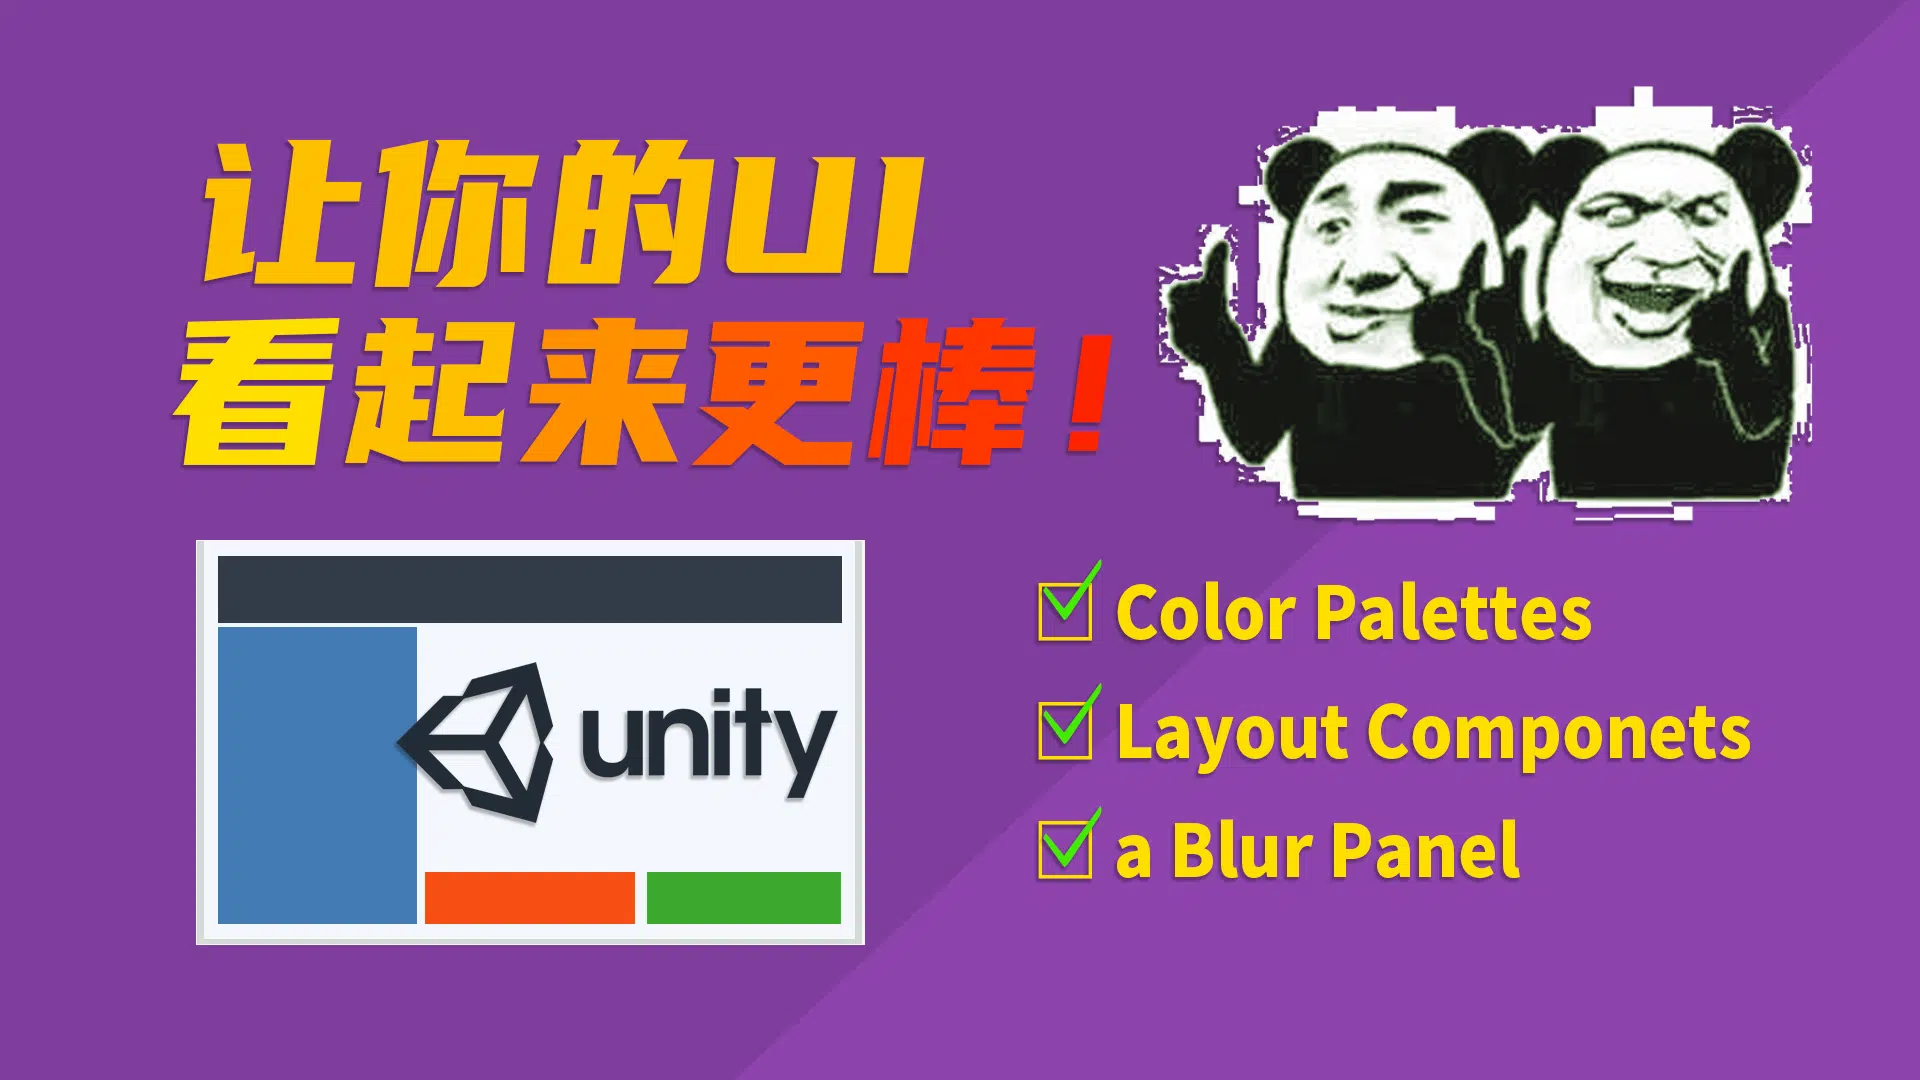 让你的UI
看起来更棒！
unity
Color Palettes
Layout Componets
a Blur Panel